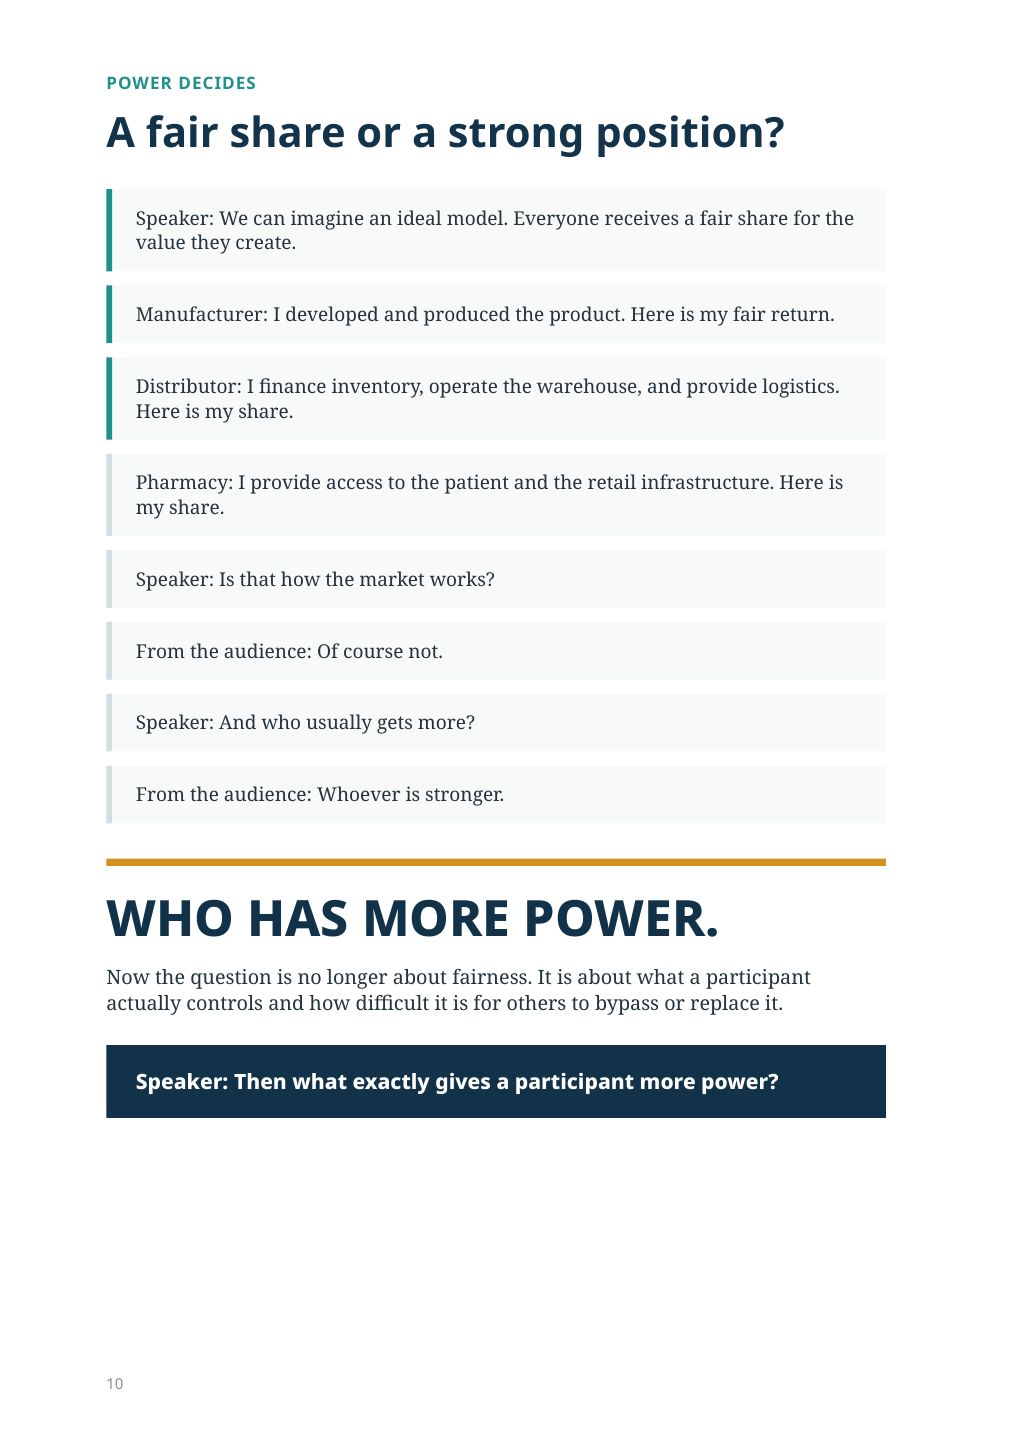 POWER DECIDES
A fair share or a strong position?
Speaker: We can imagine an ideal model. Everyone receives a fair share for the
value they create.
Manufacturer: I developed and produced the product. Here is my fair return.
Distributor: I finance inventory, operate the warehouse, and provide logistics.
Here is my share.
Pharmacy: I provide access to the patient and the retail infrastructure. Here is
my share.
Speaker: Is that how the market works?
From the audience: Of course not.
Speaker: And who usually gets more?
From the audience: Whoever is stronger.
WHO HAS MORE POWER.
Now the question is no longer about fairness. It is about what a participant
actually controls and how difficult it is for others to bypass or replace it.
Speaker: Then what exactly gives a participant more power?
10